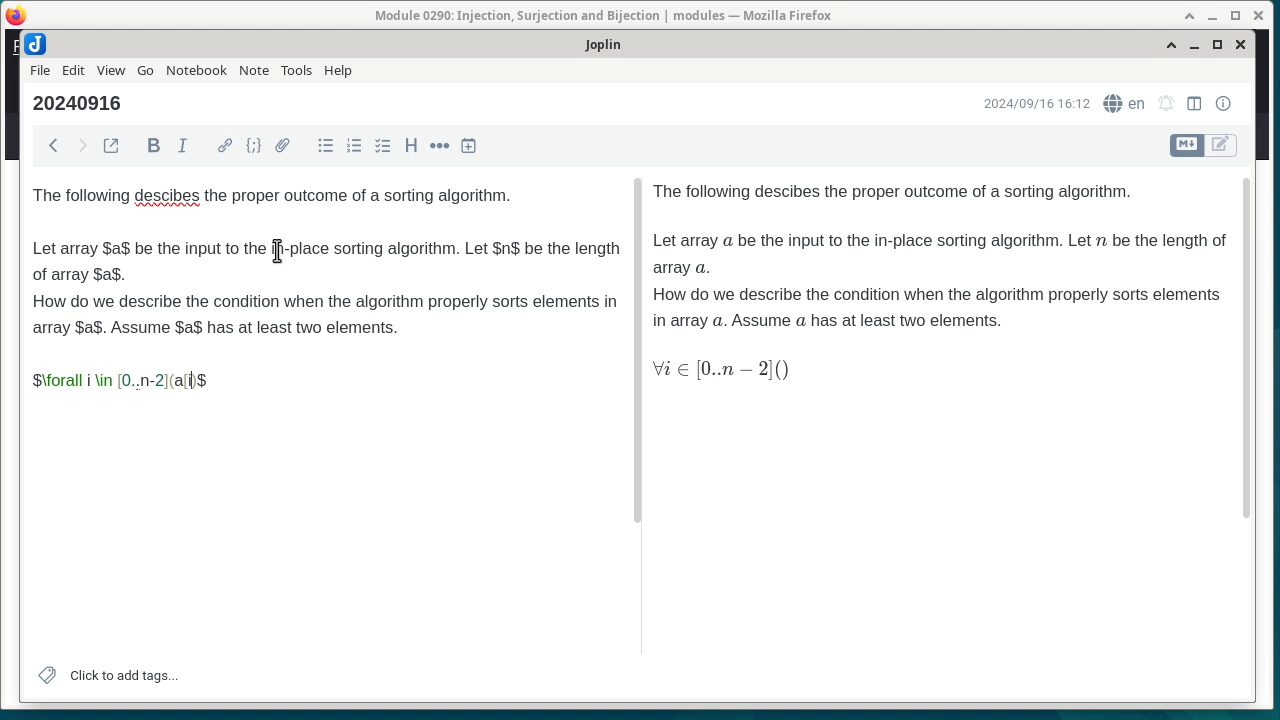 Module 0290: Injection, Surjection and Bijection | modules — Mozilla Firefox
Joplin
File Edit View Go Notebook Note Tools Help
20240916
2024/09/16 16:12 en
The following descibes the proper outcome of a sorting algorithm.
Let array $a$ be the input to the in-place sorting algorithm. Let $n$ be the length
of array $a$.
How do we describe the condition when the algorithm properly sorts elements in
array $a$. Assume $a$ has at least two elements.
$\forall i \in [0..n-2](a[i)$
The following descibes the proper outcome of a sorting algorithm.
Let array a be the input to the in-place sorting algorithm. Let n be the length of
array a.
How do we describe the condition when the algorithm properly sorts elements
in array a. Assume a has at least two elements.
∀i ∈ [0..n − 2]()
Click to add tags...